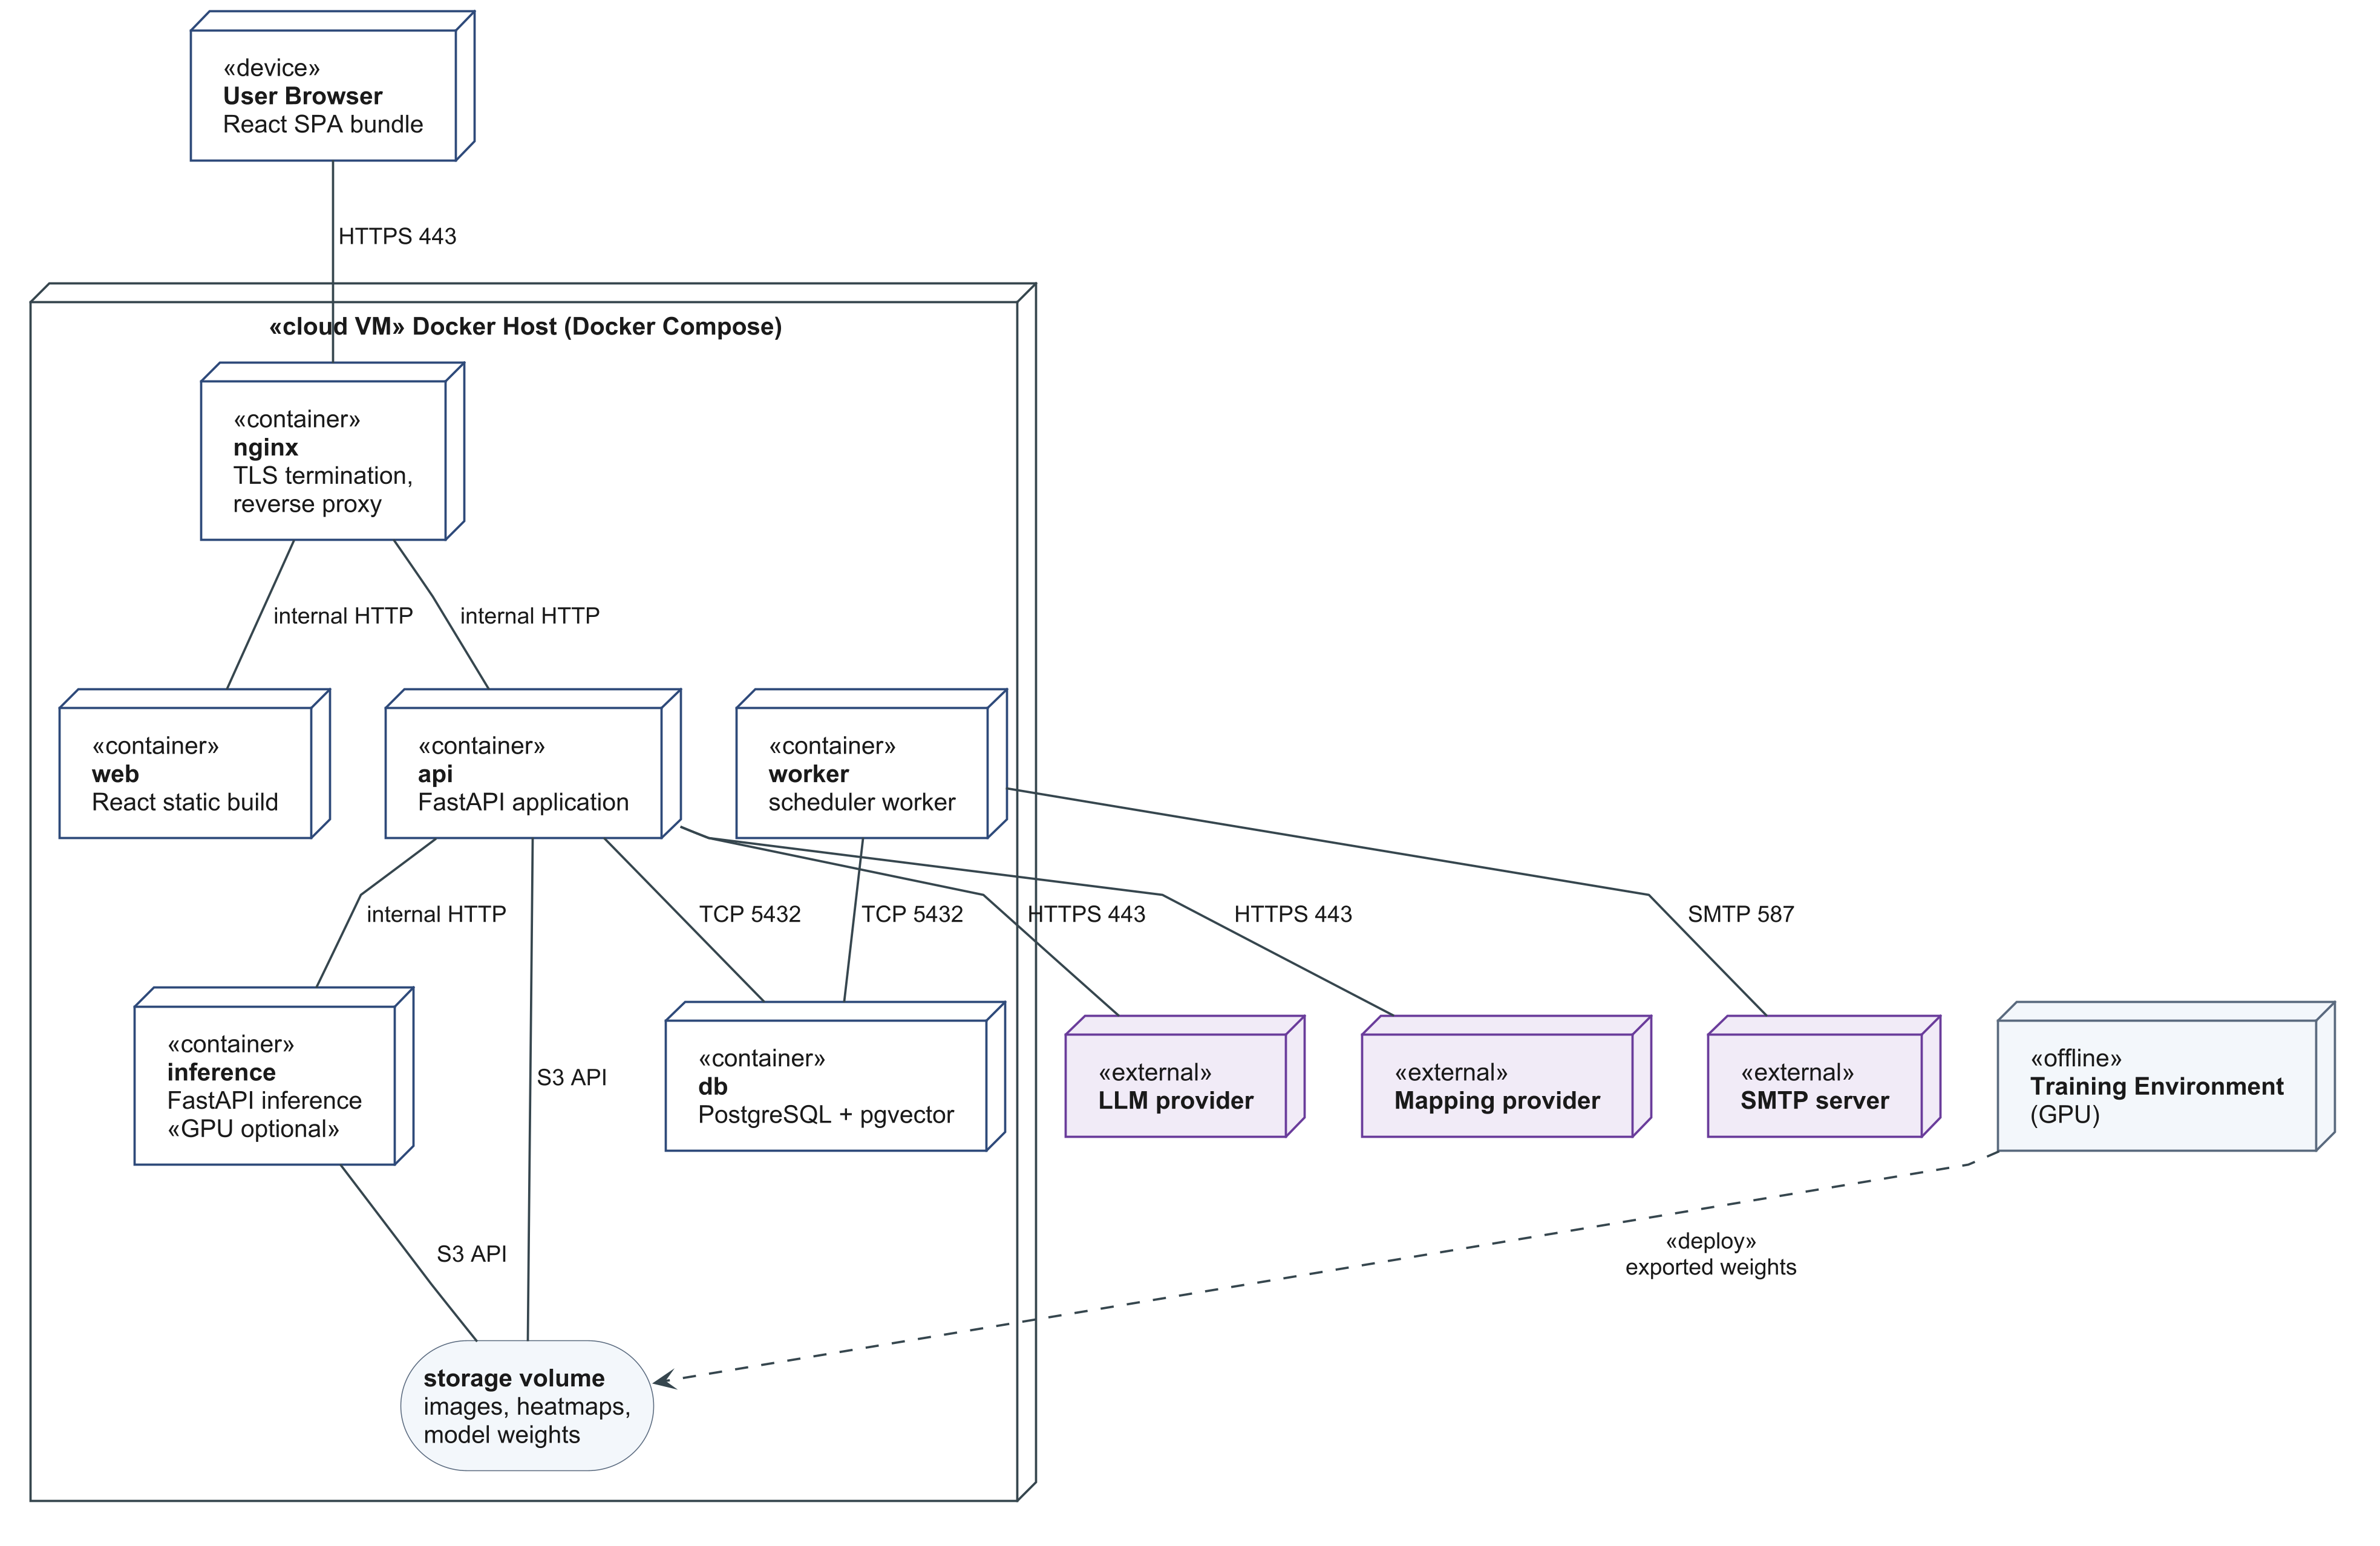 «device»
User Browser
React SPA bundle
HTTPS 443
«cloud VM» Docker Host (Docker Compose)
«container»
nginx
TLS termination,
reverse proxy
internal HTTP
internal HTTP
«container»
web
React static build
«container»
api
FastAPI application
«container»
worker
scheduler worker
internal HTTP
TCP 5432
TCP 5432
HTTPS 443
HTTPS 443
SMTP 587
«container»
inference
FastAPI inference
«GPU optional»
S3 API
«container»
db
PostgreSQL + pgvector
«external»
LLM provider
«external»
Mapping provider
«external»
SMTP server
«offline»
Training Environment
(GPU)
S3 API
«deploy»
exported weights
storage volume
images, heatmaps,
model weights